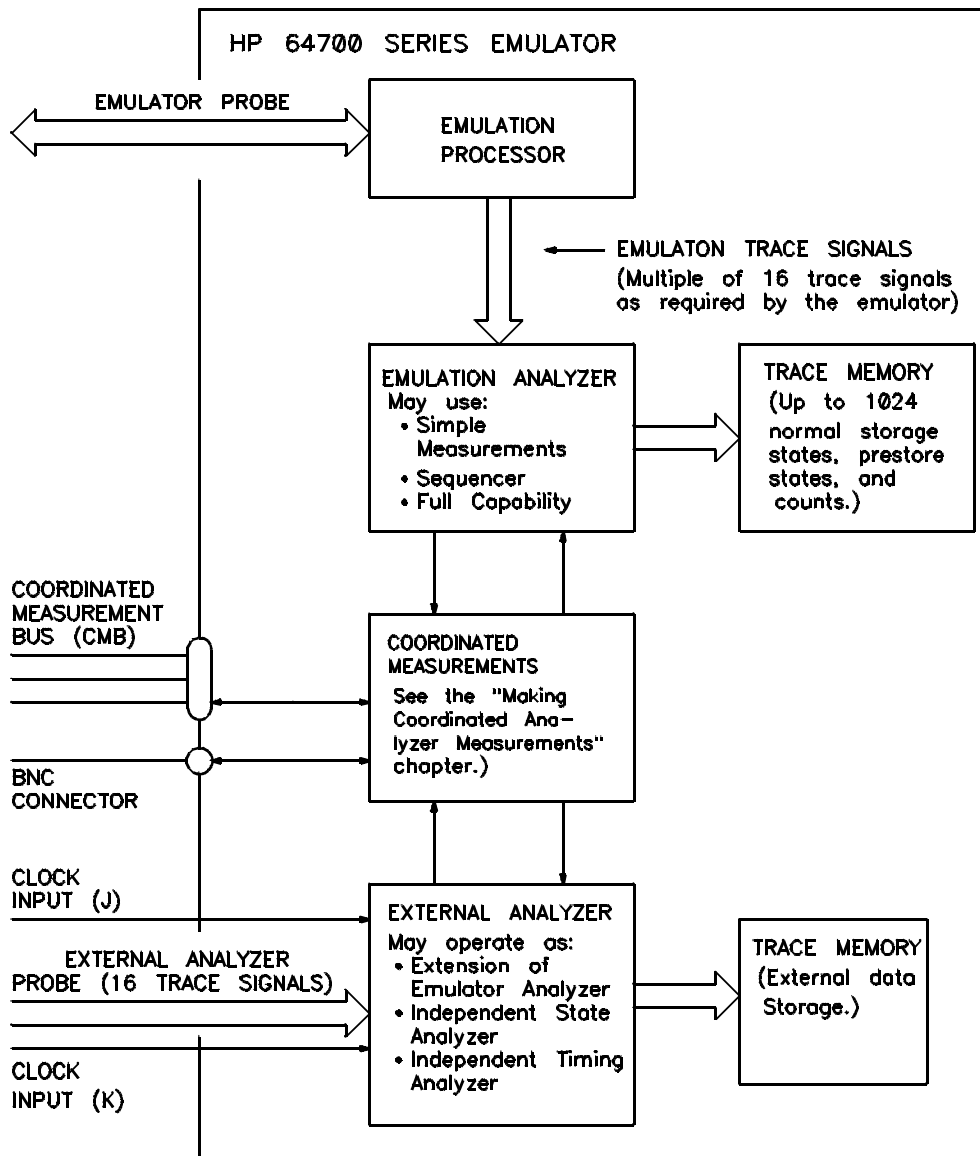 HP 64700 SERIES EMULATOR
EMULATOR PROBE
EMULATION
PROCESSOR
EMULATON TRACE SIGNALS
(Multiple of 16 trace signals
as required by the emulator)
EMULATION ANALYZER
May use:
• Simple
Measurements
• Sequencer
• Full Capability
TRACE MEMORY
(Up to 1024
normal storage
states, prestore
states, and
counts.)
COORDINATED
MEASUREMENT
BUS (CMB)
COORDINATED
MEASUREMENTS
See the "Making
Coordinated Ana-
lyzer Measurements"
chapter.)
BNC
CONNECTOR
CLOCK
INPUT (J)
EXTERNAL ANALYZER
PROBE (16 TRACE SIGNALS)
CLOCK
INPUT (K)
EXTERNAL ANALYZER
May operate as:
• Extension of
Emulator Analyzer
• Independent State
Analyzer
• Independent Timing
Analyzer
TRACE MEMORY
(External data
Storage.)